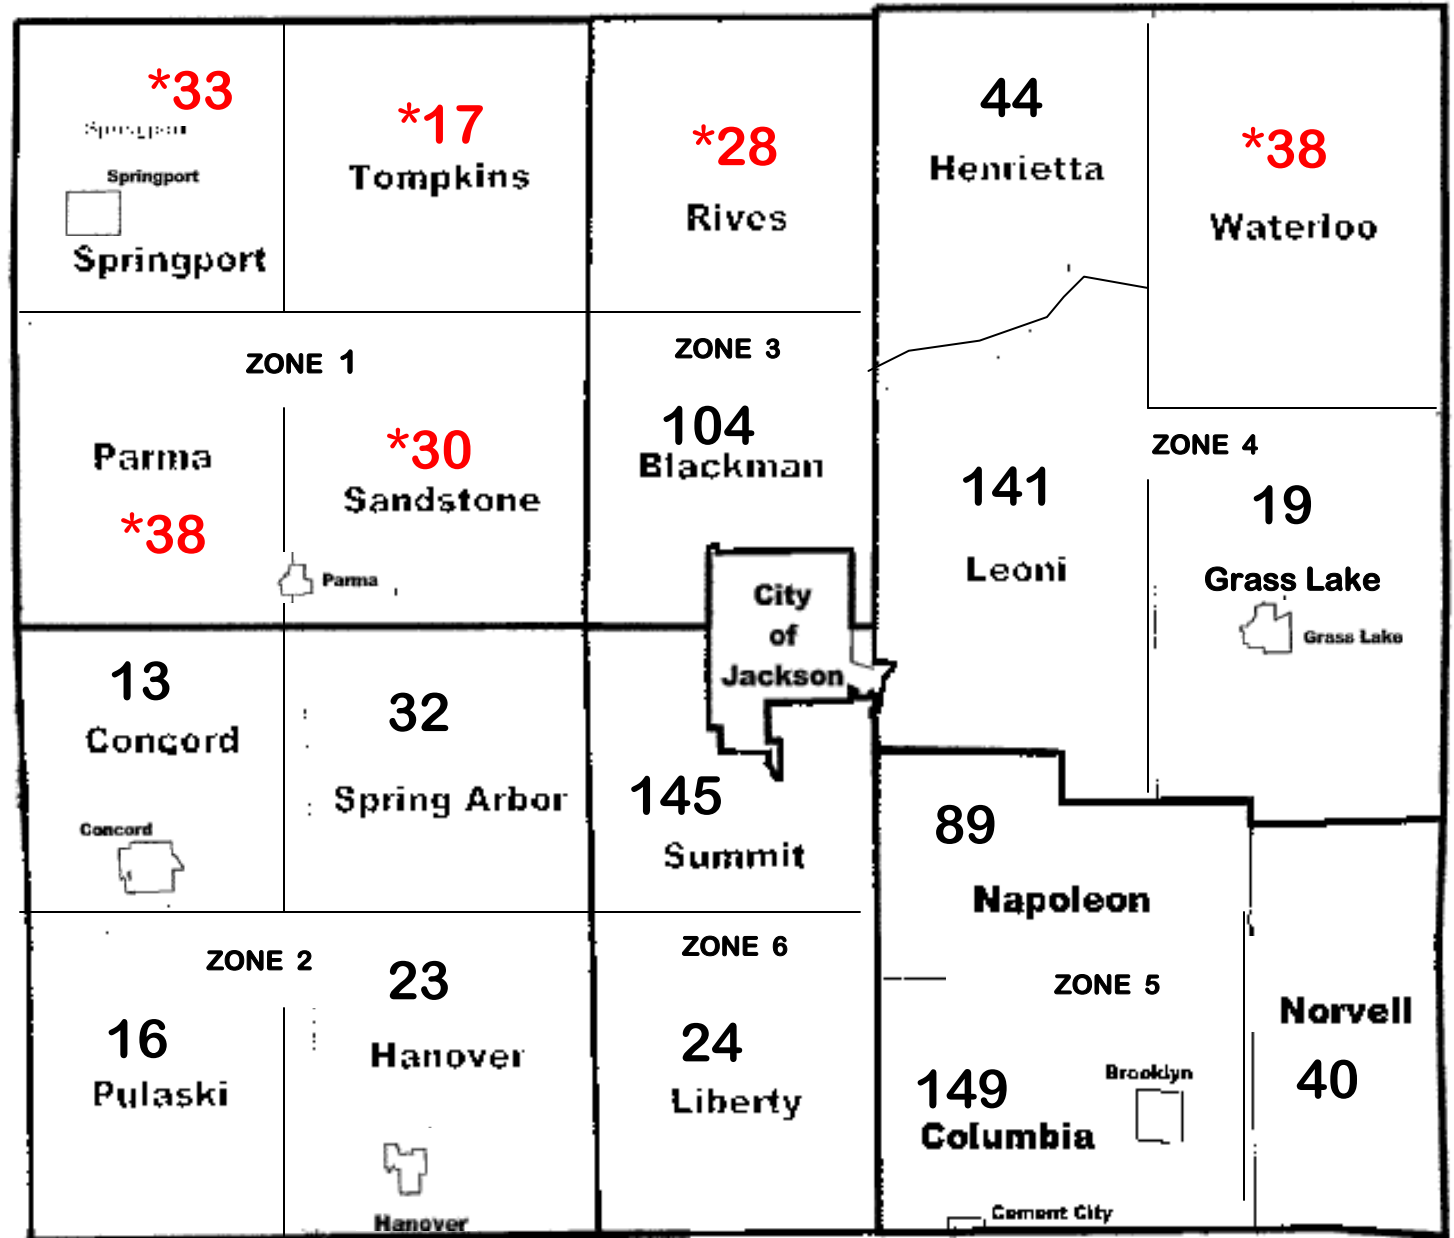 *33
Springport
Springport
Springport
*17
Tompkins
*28
Rives
44
Henrietta
*38
Waterloo
ZONE 1
Parma
*38
*30
Sandstone
Parma
ZONE 3
104
Blackman
ZONE 4
141
Leoni
19
Grass Lake
Grass Lake
City
of
Jackson
13
Concord
Concord
32
Spring Arbor
145
Summit
89
Napoleon
ZONE 2
16
Pulaski
23
Hanover
Hanover
ZONE 6
24
Liberty
ZONE 5
149
Columbia
Brooklyn
Cement City
Norvell
40